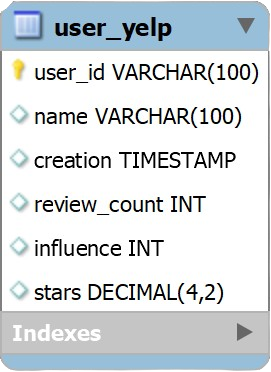 user_yelp
user_id VARCHAR(100)
name VARCHAR(100)
creation TIMESTAMP
review_count INT
influence INT
stars DECIMAL(4,2)
Indexes